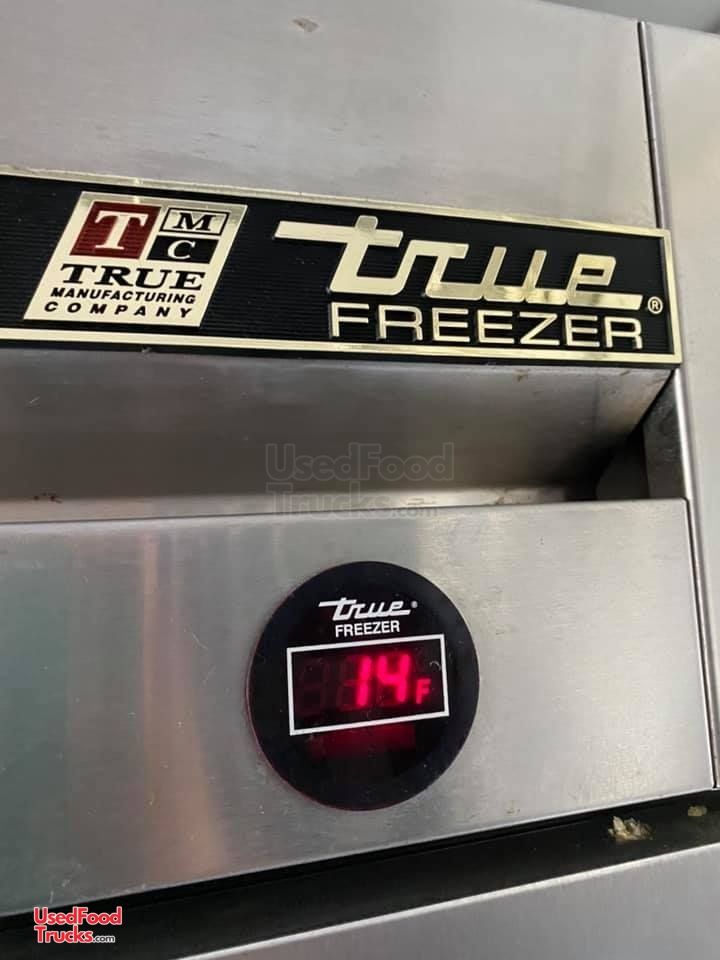 T M C
TRUE
MANUFACTURING
COMPANY
true
FREEZER®
UsedFood
Trucks.com
true®
FREEZER
14F
UsedFood
Trucks.com